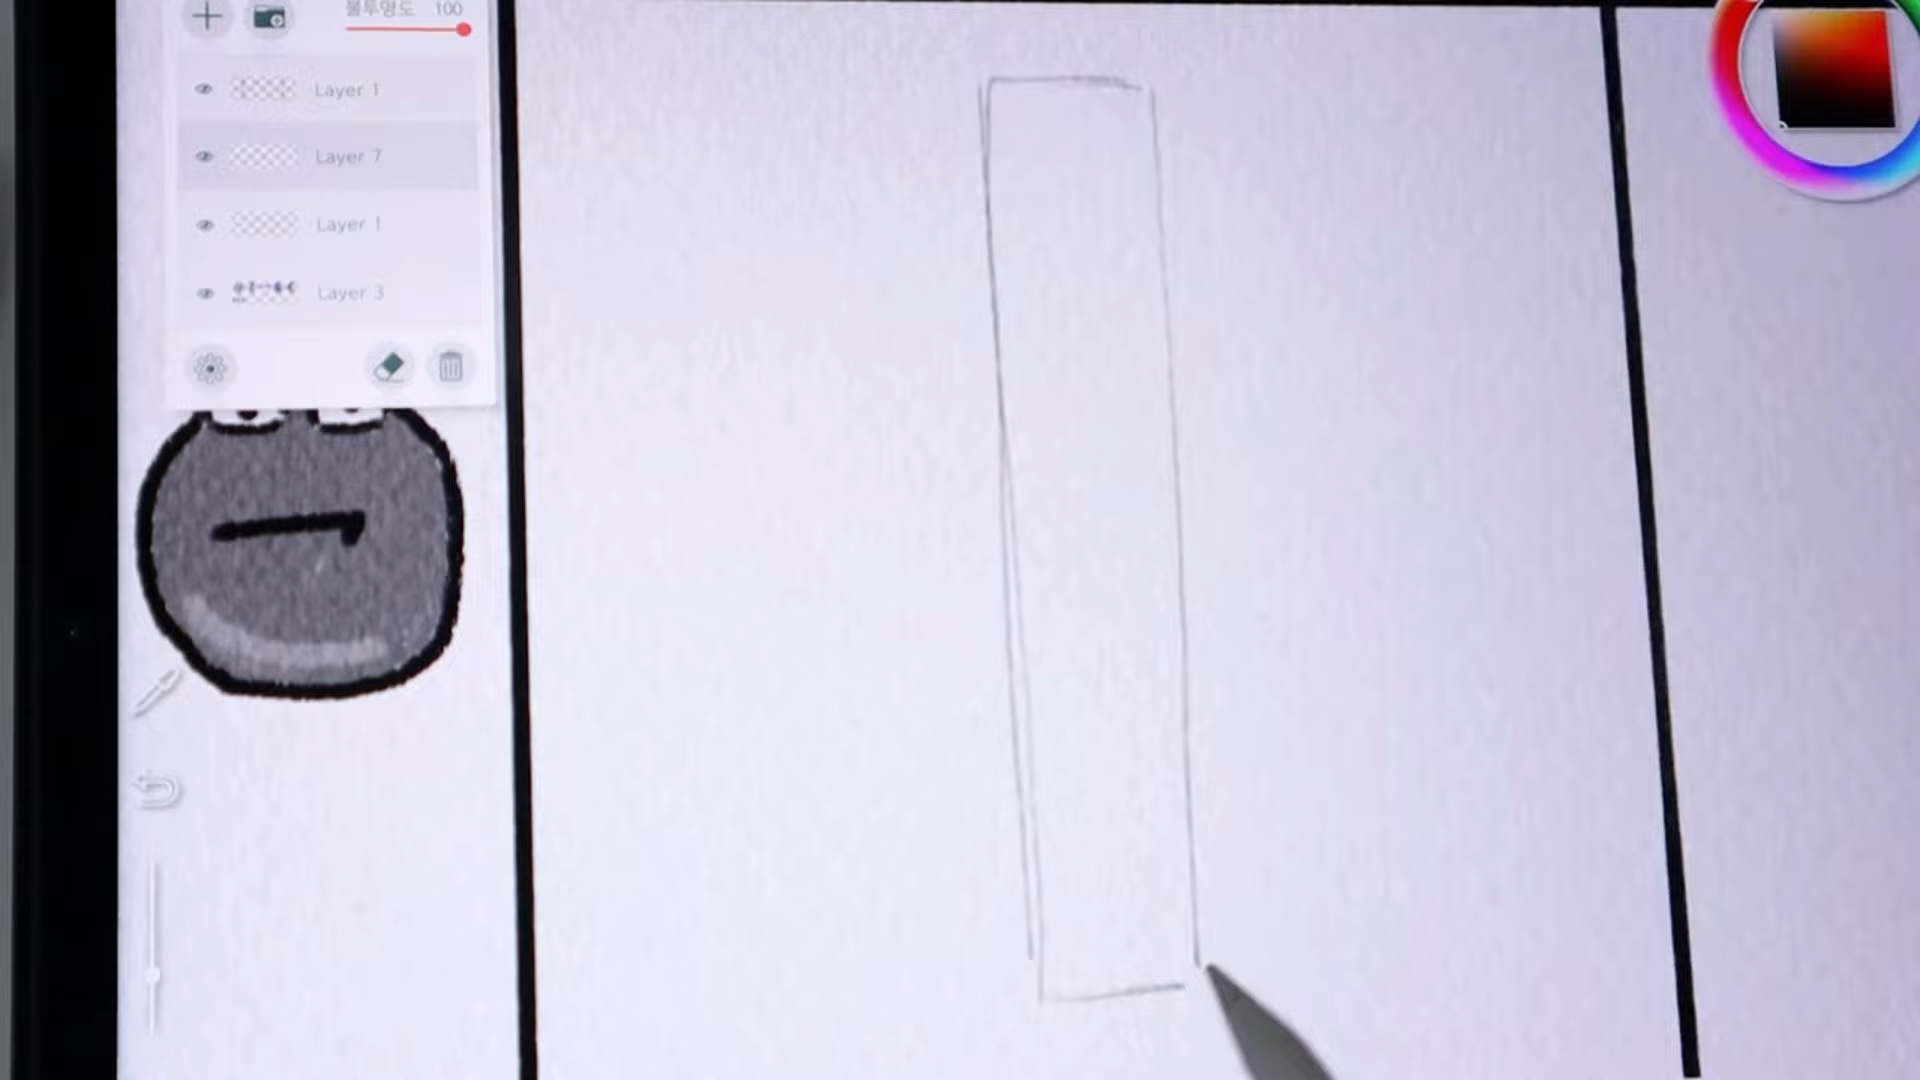 불투명도 100
Layer 1
Layer 7
Layer 1
Layer 3